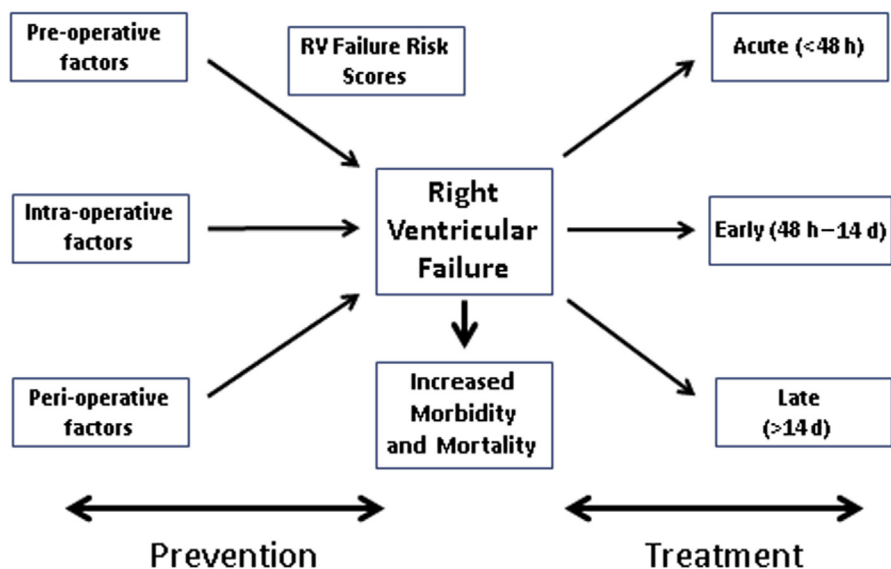 Pre-operative
factors
RV Failure Risk
Scores
Acute (<48 h)
Intra-operative
factors
Right
Ventricular
Failure
Early (48 h–14 d)
Peri-operative
factors
Increased
Morbidity
and Mortality
Late
(>14 d)
Prevention
Treatment